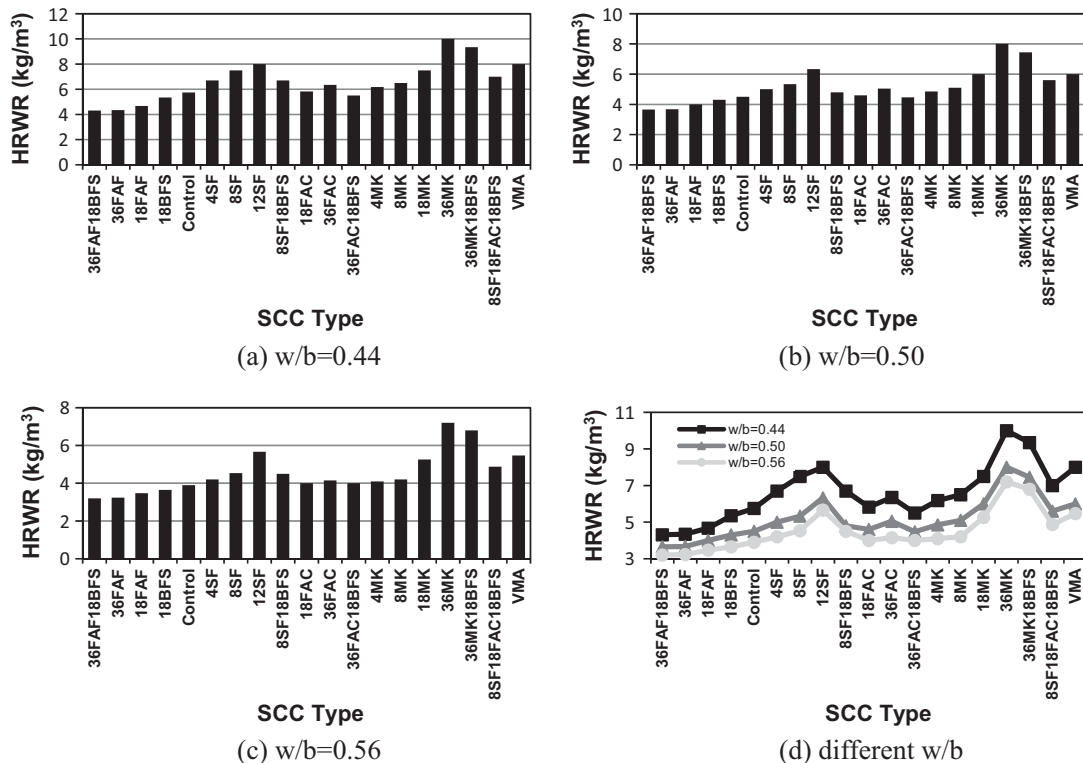 HRWR (kg/m³)
12
10
8
6
4
2
0
36FAF18BFS
36FAF
18FAF
18BFS
Control
4SF
8SF
12SF
8SF18BFS
18FAC
36FAC
36FAC18BFS
4MK
8MK
18MK
36MK
36MK18BFS
8SF18FAC18BFS
VMA
SCC Type
(a) w/b=0.44
HRWR (kg/m³)
10
8
6
4
2
0
36FAF18BFS
36FAF
18FAF
18BFS
Control
4SF
8SF
12SF
8SF18BFS
18FAC
36FAC
36FAC18BFS
4MK
8MK
18MK
36MK
36MK18BFS
8SF18FAC18BFS
VMA
SCC Type
(b) w/b=0.50
HRWR (kg/m³)
8
6
4
2
0
36FAF18BFS
36FAF
18FAF
18BFS
Control
4SF
8SF
12SF
8SF18BFS
18FAC
36FAC
36FAC18BFS
4MK
8MK
18MK
36MK
36MK18BFS
8SF18FAC18BFS
VMA
SCC Type
(c) w/b=0.56
HRWR (kg/m³)
11
9
7
5
3
w/b=0.44
w/b=0.50
w/b=0.56
36FAF18BFS
36FAF
18FAF
18BFS
Control
4SF
8SF
12SF
8SF18BFS
18FAC
36FAC
36FAC18BFS
4MK
8MK
18MK
36MK
36MK18BFS
8SF18FAC18BFS
VMA
SCC Type
(d) different w/b